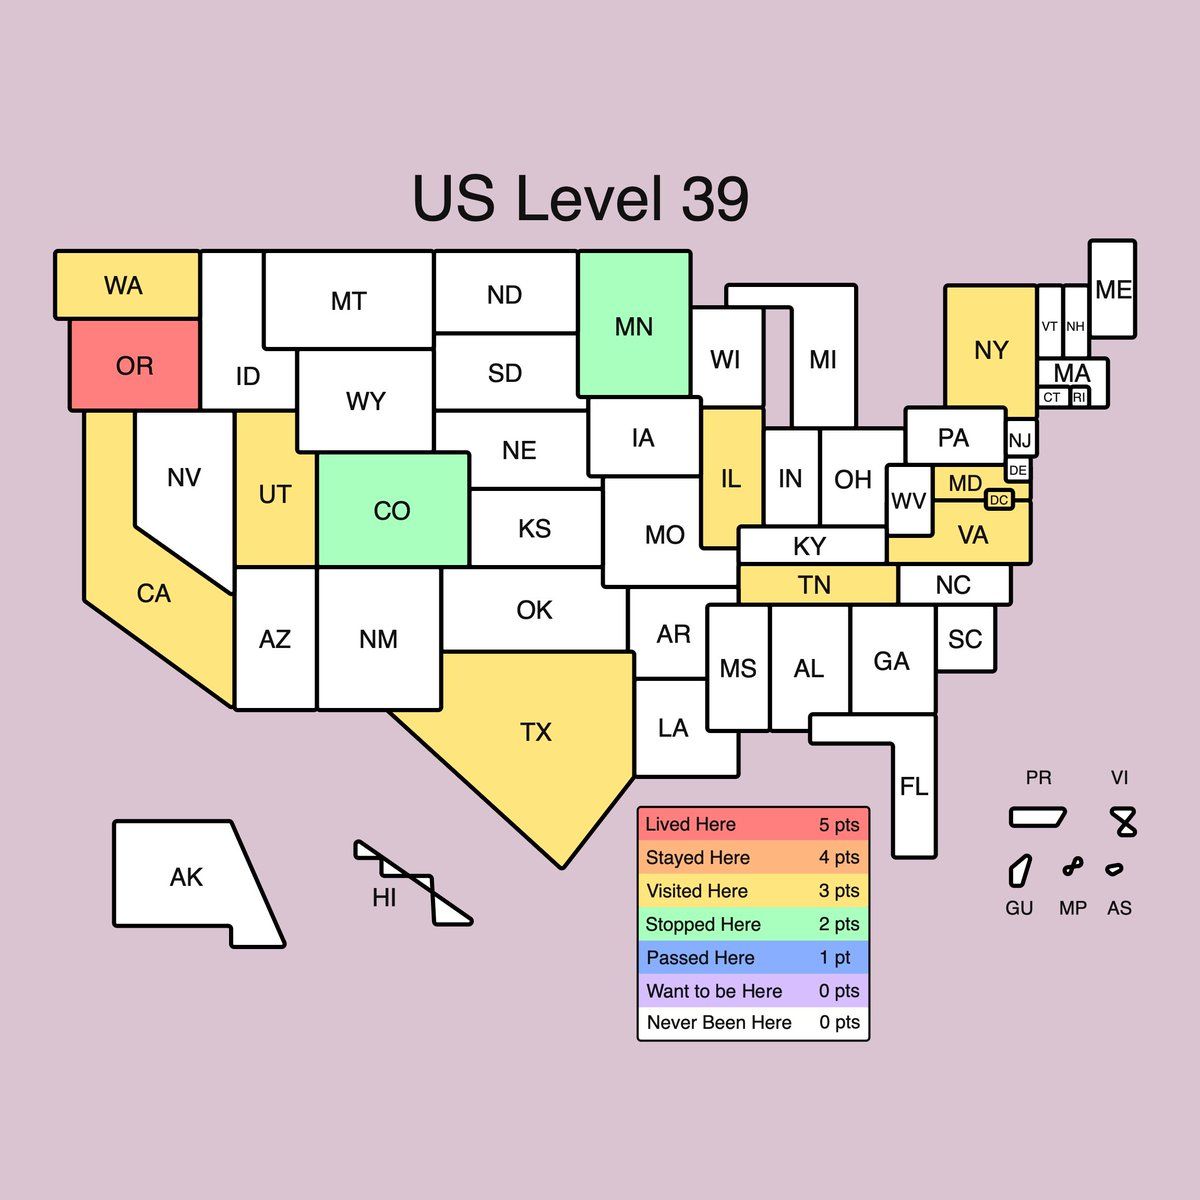 US Level 39
WA
OR
CA
NV
ID
MT
WY
UT
CO
AZ
NM
ND
SD
NE
KS
OK
TX
MN
IA
MO
AR
LA
WI
IL
MI
IN
OH
KY
TN
MS
AL
GA
FL
SC
NC
VA
WV
MD
DC
DE
PA
NJ
NY
VT
NH
ME
MA
CT
RI
AK
HI
PR
VI
GU
MP
AS
Lived Here 5 pts
Stayed Here 4 pts
Visited Here 3 pts
Stopped Here 2 pts
Passed Here 1 pt
Want to be Here 0 pts
Never Been Here 0 pts